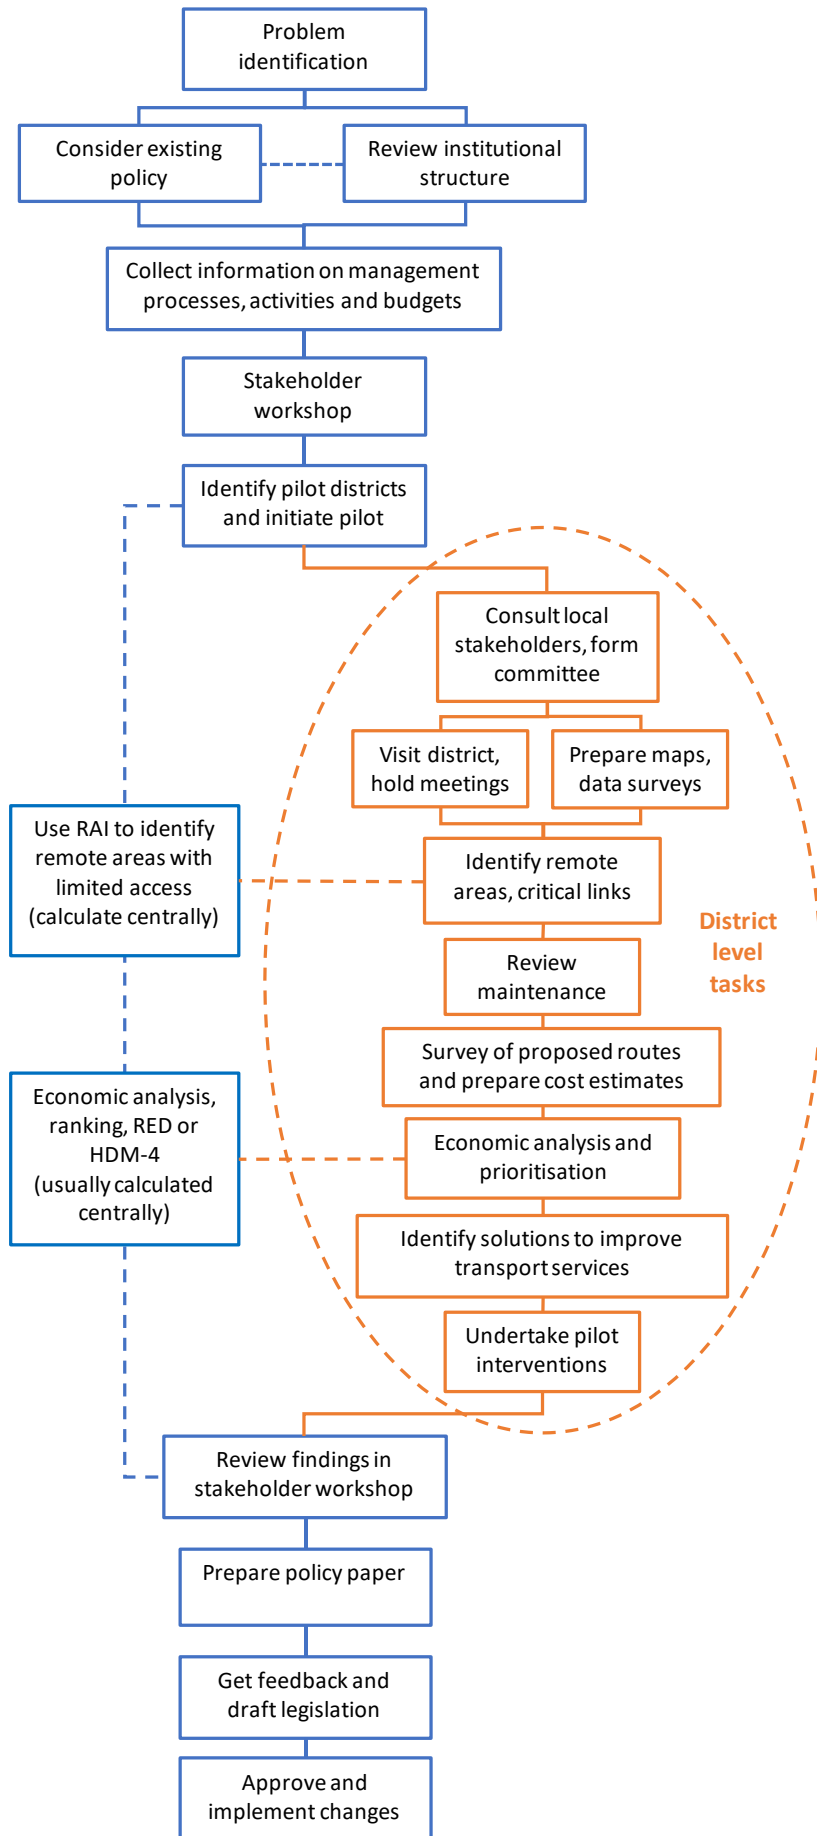 Problem
identification
Consider existing
policy
Review institutional
structure
Collect information on management
processes, activities and budgets
Stakeholder
workshop
Identify pilot districts
and initiate pilot
Consult local
stakeholders, form
committee
Visit district,
hold meetings
Prepare maps,
data surveys
Use RAI to identify
remote areas with
limited access
(calculate centrally)
Identify remote
areas, critical links
District
level
tasks
Review
maintenance
Survey of proposed routes
and prepare cost estimates
Economic analysis,
ranking, RED or
HDM-4
(usually calculated
centrally)
Economic analysis and
prioritisation
Identify solutions to improve
transport services
Undertake pilot
interventions
Review findings in
stakeholder workshop
Prepare policy paper
Get feedback and
draft legislation
Approve and
implement changes